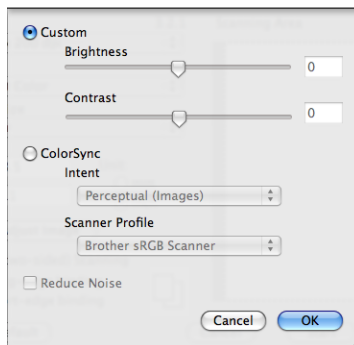 Custom
Brightness
0
Contrast
0
ColorSync
Intent
Perceptual (Images)
Scanner Profile
Brother sRGB Scanner
Reduce Noise
Cancel OK